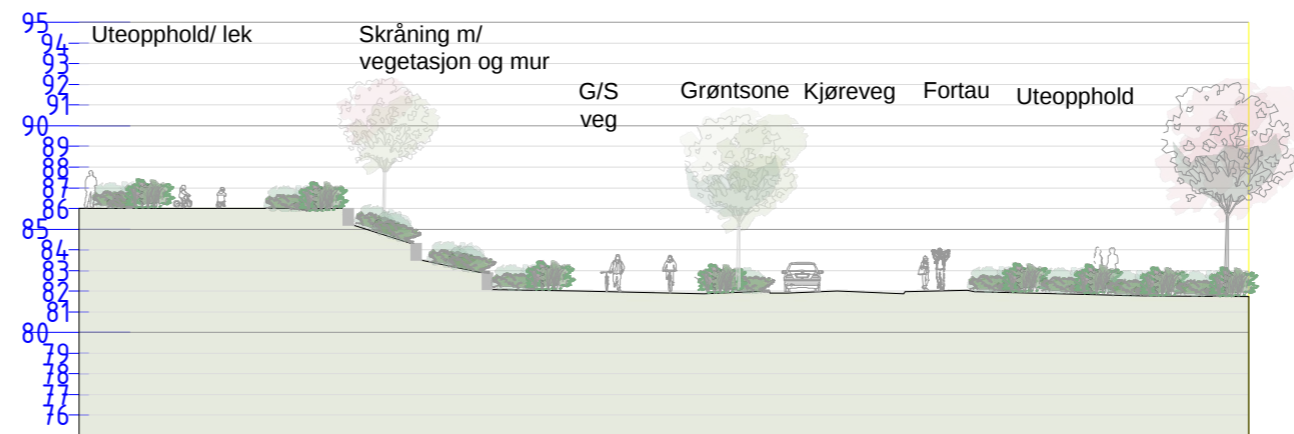 95
94
93
92
91
90
89
88
87
86
85
84
83
82
81
80
79
78
77
76
Uteopphold/ lek
Skråning m/
vegetasjon og mur
G/S
veg
Grøntsone
Kjøreveg
Fortau
Uteopphold